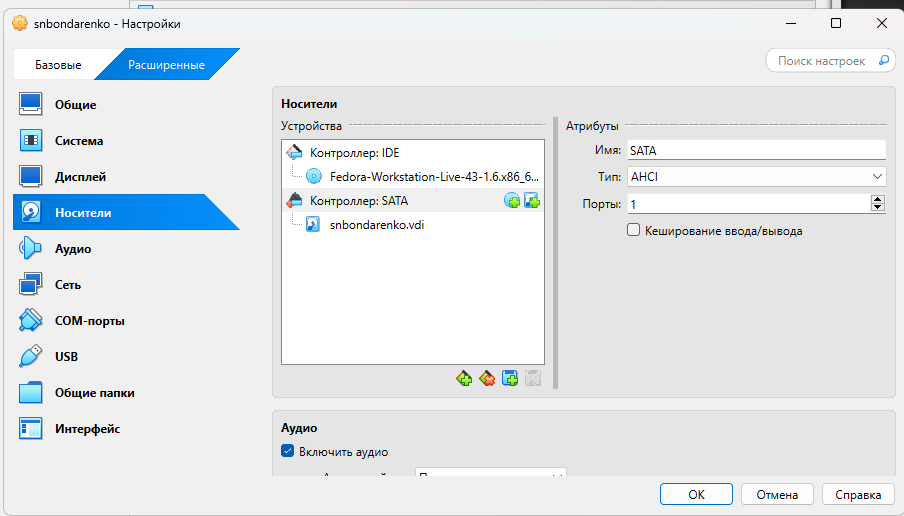 snbondarenko - Настройки
Базовые
Расширенные
Поиск настроек
Общие
Система
Дисплей
Носители
Аудио
Сеть
COM-порты
USB
Общие папки
Интерфейс
Носители
Устройства
Контроллер: IDE
Fedora-Workstation-Live-43-1.6.x86_6...
Контроллер: SATA
snbondarenko.vdi
Атрибуты
Имя: SATA
Тип: AHCI
Порты: 1
Кеширование ввода/вывода
Аудио
Включить аудио
OK
Отмена
Справка